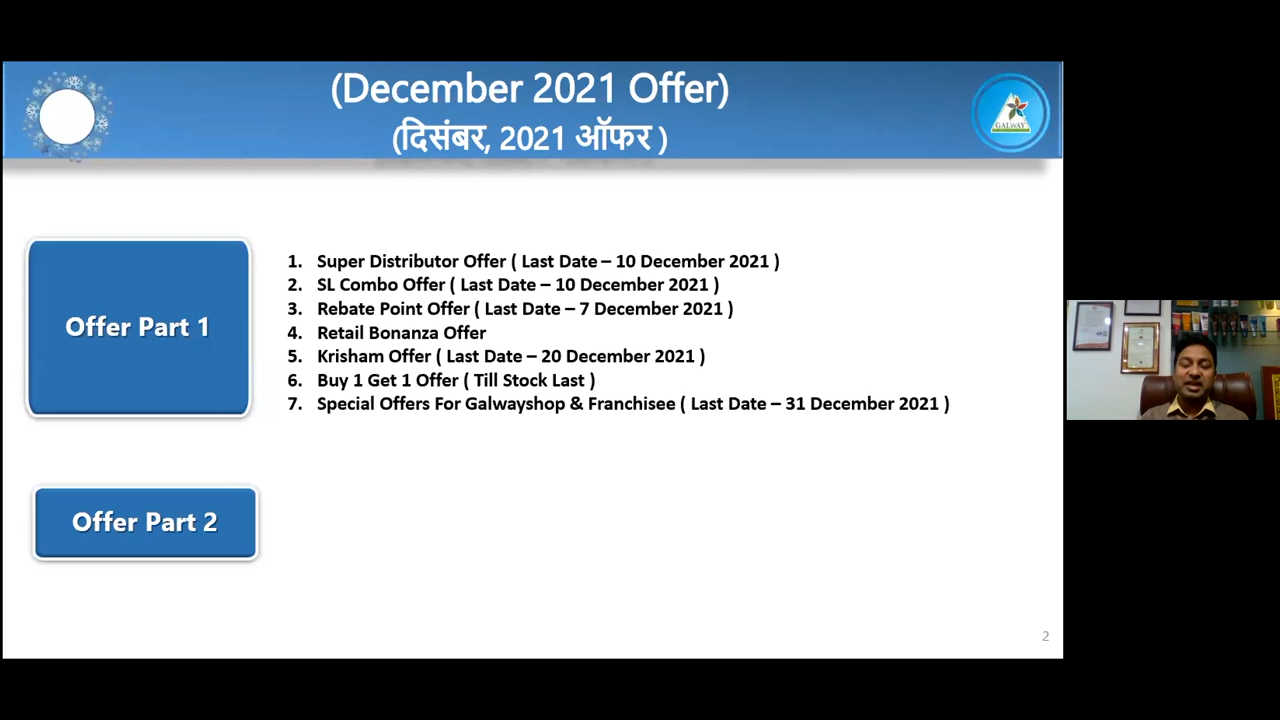 (December 2021 Offer)
(दिसंबर, 2021 ऑफर )
GALWAY
Offer Part 1
1. Super Distributor Offer ( Last Date – 10 December 2021 )
2. SL Combo Offer ( Last Date – 10 December 2021 )
3. Rebate Point Offer ( Last Date – 7 December 2021 )
4. Retail Bonanza Offer
5. Krisham Offer ( Last Date – 20 December 2021 )
6. Buy 1 Get 1 Offer ( Till Stock Last )
7. Special Offers For Galwayshop & Franchisee ( Last Date – 31 December 2021 )
Offer Part 2
2